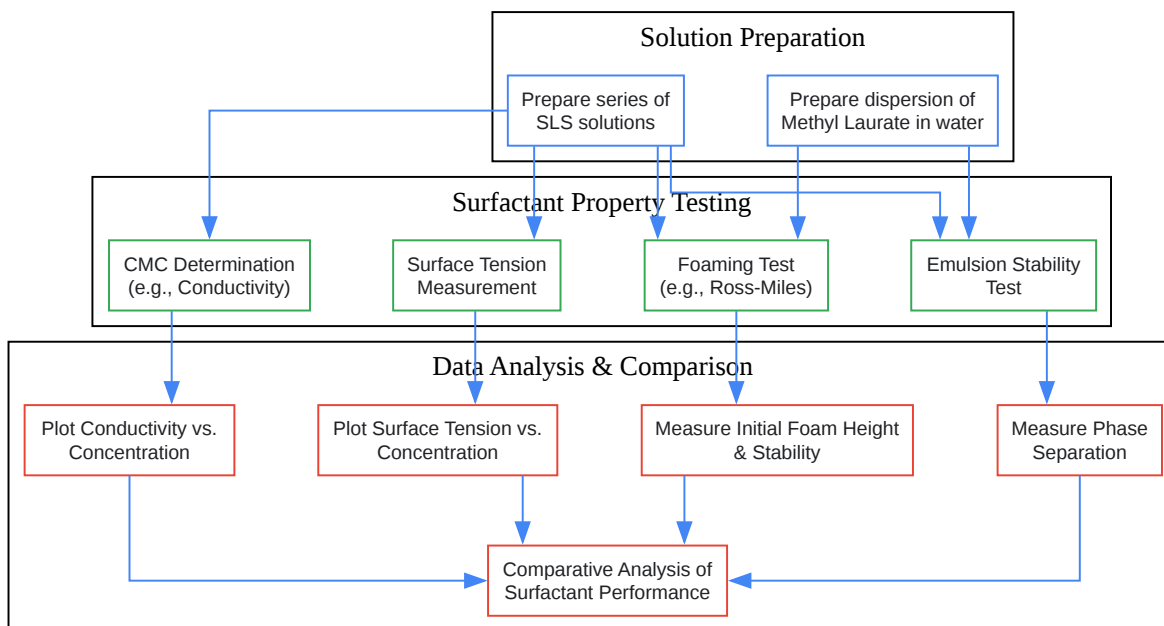 Solution Preparation
Prepare series of
SLS solutions
Prepare dispersion of
Methyl Laurate in water
Surfactant Property Testing
CMC Determination
(e.g., Conductivity)
Surface Tension
Measurement
Foaming Test
(e.g., Ross-Miles)
Emulsion Stability
Test
Data Analysis & Comparison
Plot Conductivity vs.
Concentration
Plot Surface Tension vs.
Concentration
Measure Initial Foam Height
& Stability
Measure Phase
Separation
Comparative Analysis of
Surfactant Performance